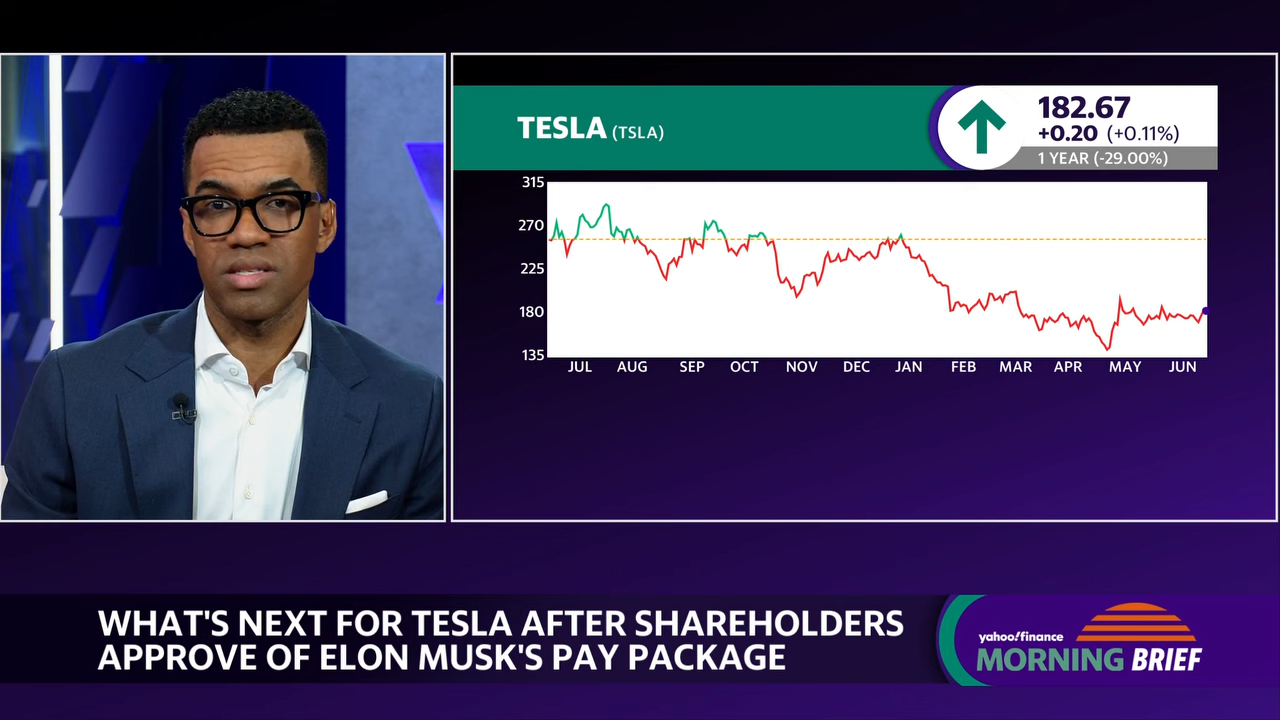 TESLA (TSLA)
182.67
+0.20 (+0.11%)
1 YEAR (-29.00%)
315
270
225
180
135
JUL AUG SEP OCT NOV DEC JAN FEB MAR APR MAY JUN
WHAT'S NEXT FOR TESLA AFTER SHAREHOLDERS
APPROVE OF ELON MUSK'S PAY PACKAGE
yahoo!finance
MORNING BRIEF